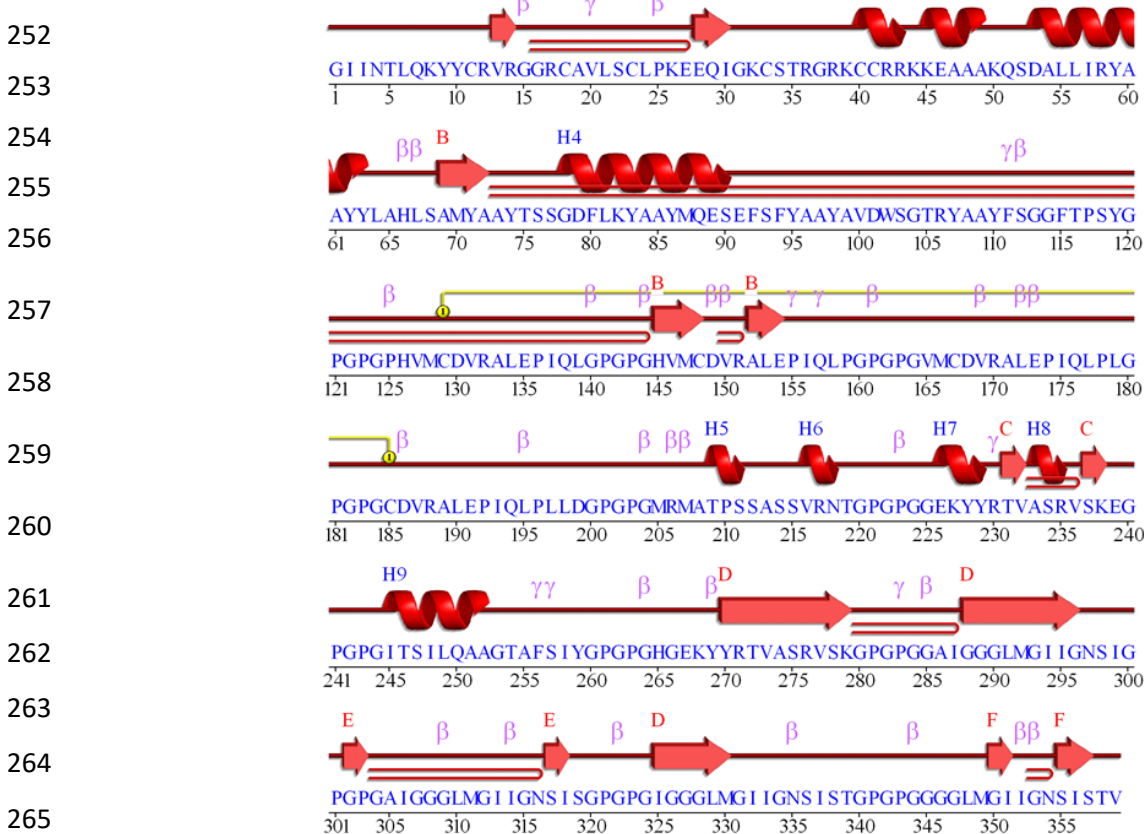 β γ β
252
GIINTLQKYYCRVRGGRCAVLSCLPKEEQIGKCSTRGRKCCRRKKEAAAKQSDALLIRYA
253
1 5 10 15 20 25 30 35 40 45 50 55 60
254 ββ B H4 γβ
255
AYYLAHLSAMYAAYTSSGDFLKYAAYMQESEFSFYAAYAVDWSGTRYAAYFSGGFTPSYG
256
61 65 70 75 80 85 90 95 100 105 110 115 120
β β β B ββ B γ γ β β ββ
257 1
PGPGPHVMCDVRALEPIQLGPGPGHVMCDVRALEPIQLPGPGPGVMCDVRALEPIQLPLG
258
121 125 130 135 140 145 150 155 160 165 170 175 180
β β β ββ H5 H6 β H7 γ C H8 C
259 1
PGPGCDVRALEPIQLPLLDGPGPGMRMATPSSASSVRNTGPGPGGEKYYRTVASRVSKEG
260
181 185 190 195 200 205 210 215 220 225 230 235 240
H9 γγ β β D γ β D
261
PGPGITSILQAAGTAFSIYGPGPGHGEKYYRTVASRVSKGPGPGGAIGGGLMGIIGNSIG
262
241 245 250 255 260 265 270 275 280 285 290 295 300
263
E β β E β D β β F ββ F
264
PGPGAIGGGLMGIIGNSISGPGPGIGGGLMGIIGNSISTGPGPGGGGLMGIIGNSISTV
265
301 305 310 315 320 325 330 335 340 345 350 355